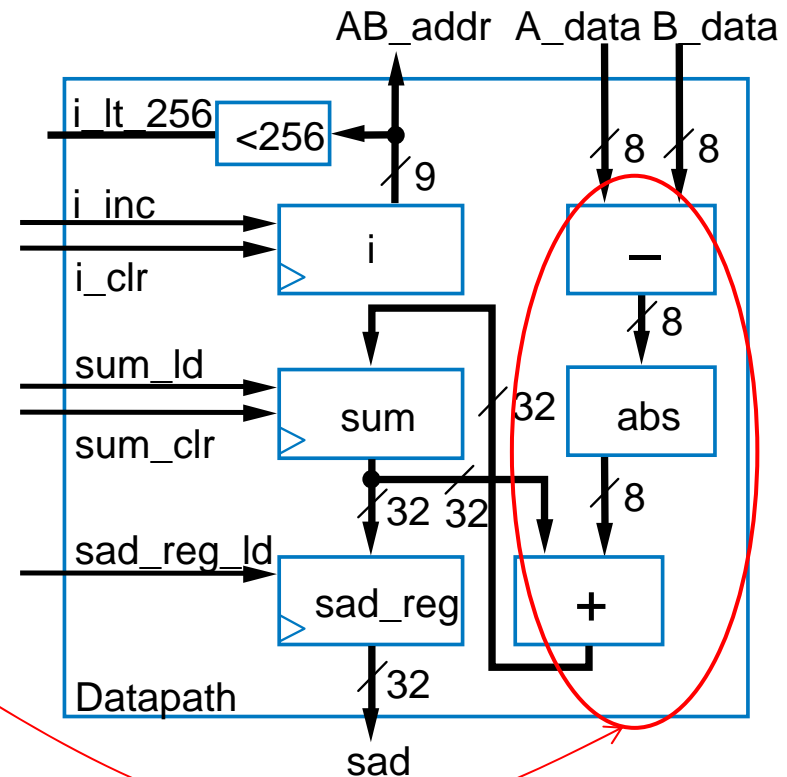 AB_addr A_data B_data
i_lt_256 <256 8 8
9
i_inc
i −
i_clr
8
sum_ld
32
sum abs
sum_clr
8
32 32
sad_reg_ld
sad_reg +
32
Datapath
sad